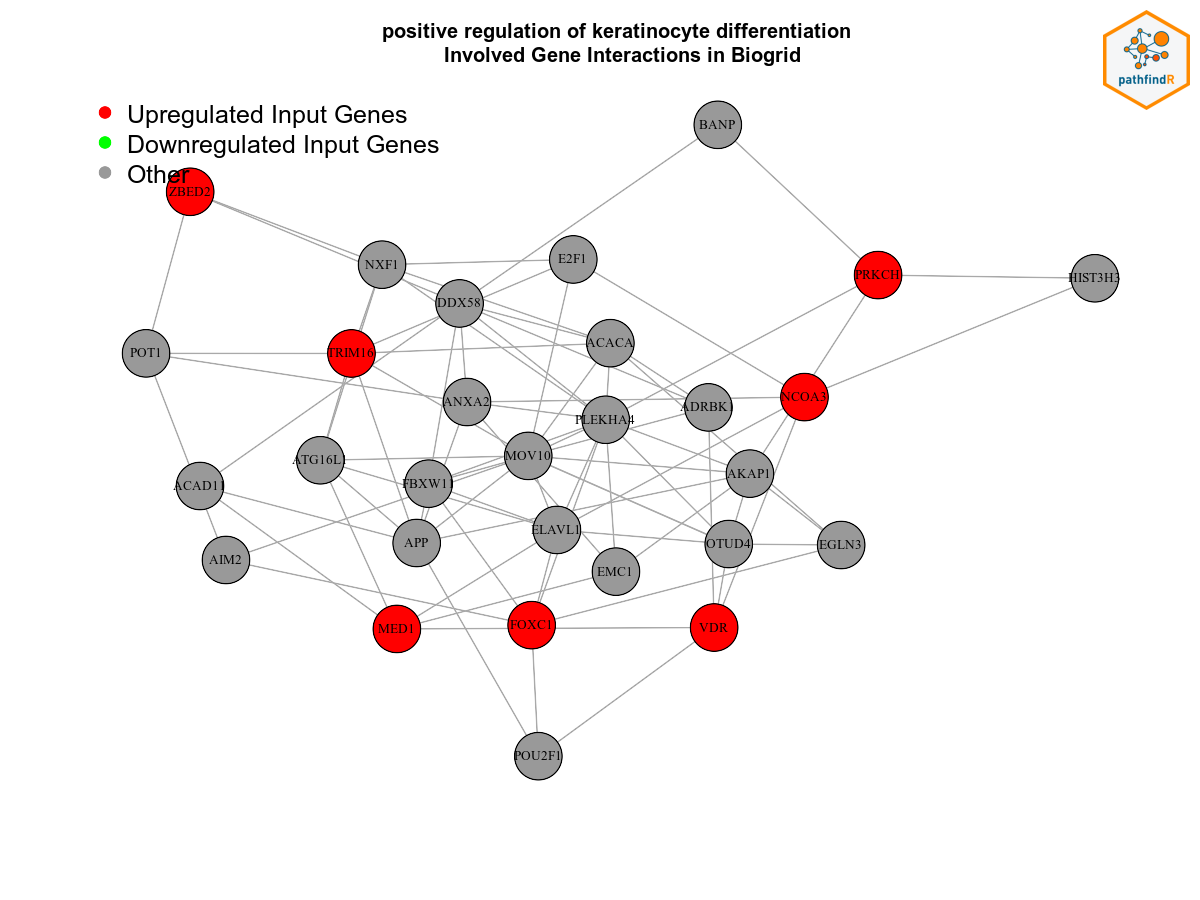 positive regulation of keratinocyte differentiation
Involved Gene Interactions in Biogrid
pathfindR
Upregulated Input Genes
Downregulated Input Genes
Other
BANP
ZBED2
NXF1
E2F1
PRKCH
HIST3H3
DDX58
POT1
TRIM16
ACACA
ANXA2
PLEKHA4
ADRBK1
NCOA3
ATG16L1
MOV10
FBXW11
AKAP1
ACAD11
APP
ELAVL1
OTUD4
EGLN3
AIM2
EMC1
MED1
FOXC1
VDR
POU2F1